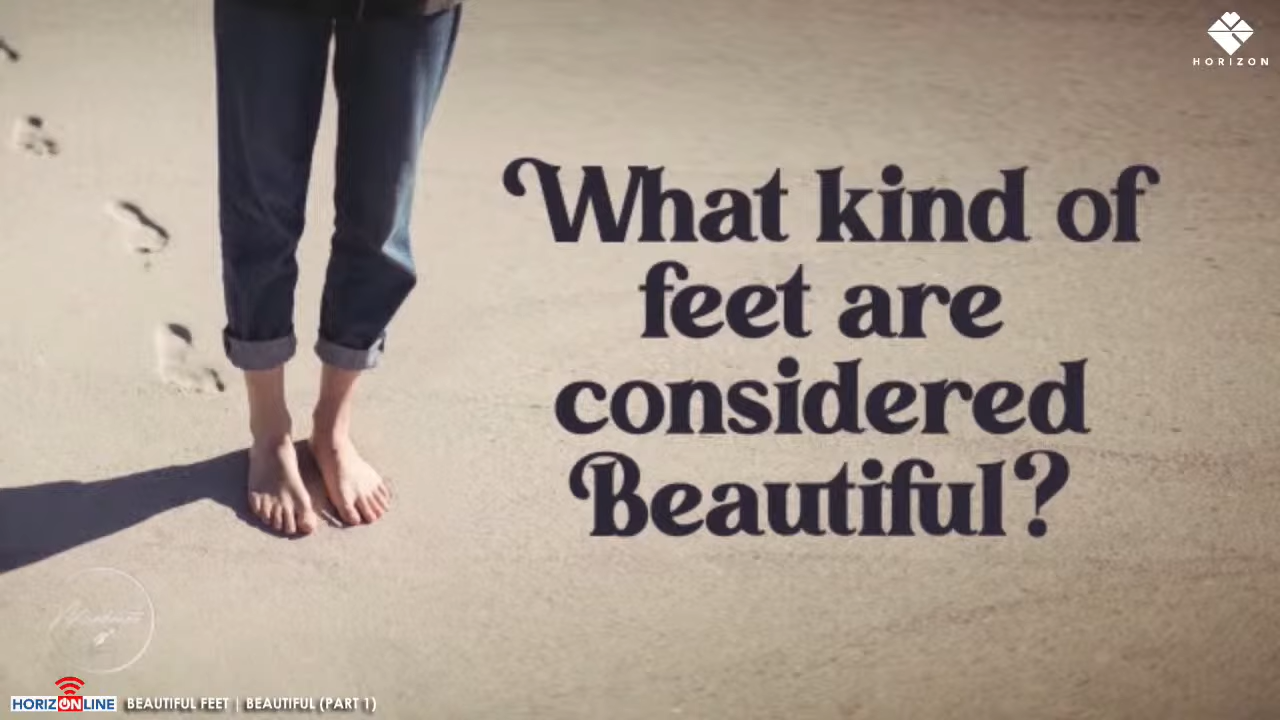 HORIZON
What kind of
feet are
considered
Beautiful?
HORIZONLINE BEAUTIFUL FEET | BEAUTIFUL (PART 1)